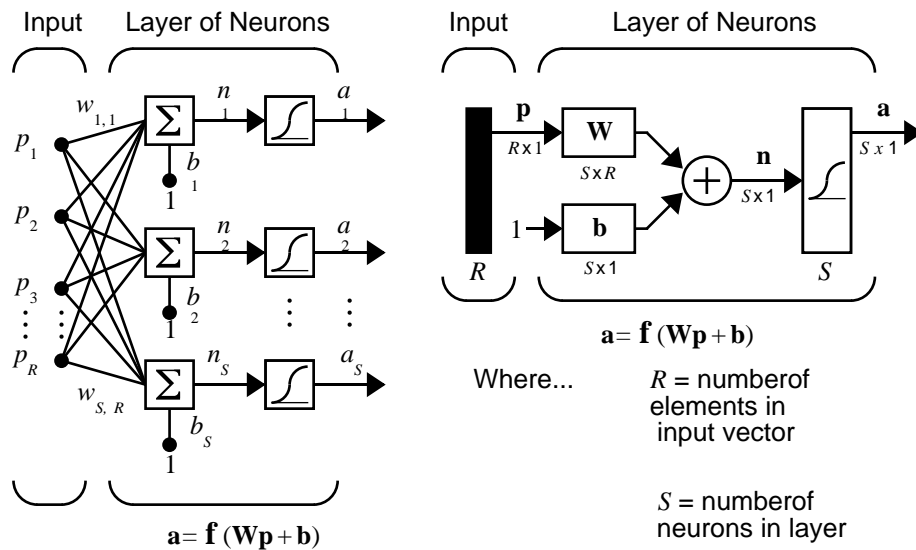 Input Layer of Neurons
w1,1 n1 a1
p1 Σ
b1
1
p2 n2 a2
Σ
p3 b2
1
pR nS aS
Σ
wS, R
bS
1
a= f (Wp + b)
Input Layer of Neurons
p W a
R x 1 S x R S x 1
n
+ S x 1
1 b
S x 1
R S
a= f (Wp + b)
Where... R = numberof
elements in
input vector
S = numberof
neurons in layer